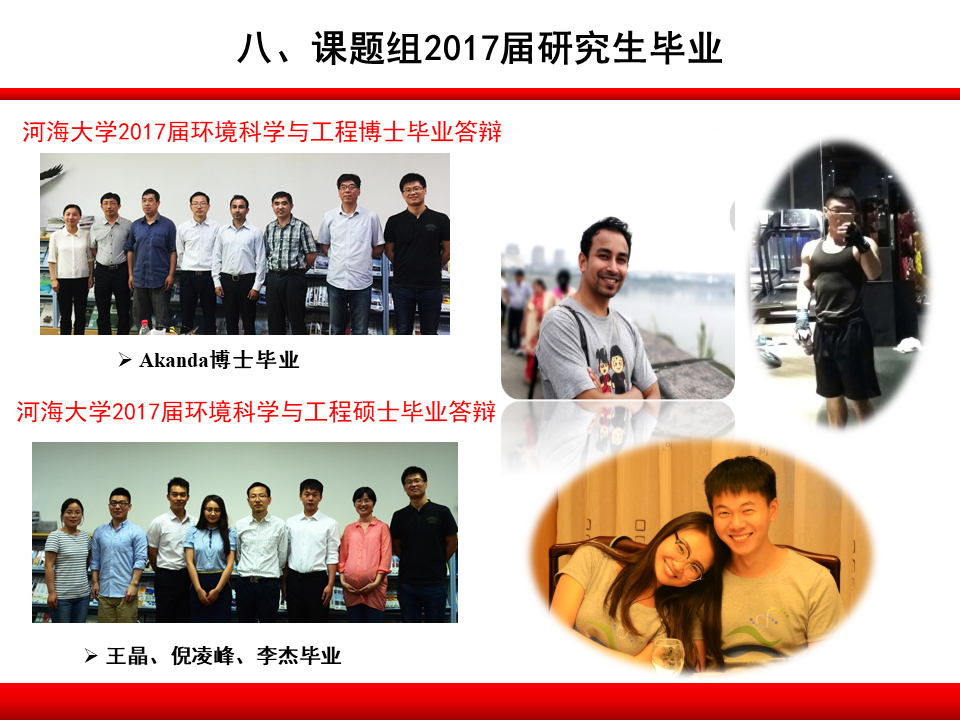 八、课题组2017届研究生毕业
河海大学2017届环境科学与工程博士毕业答辩
➢ Akanda博士毕业
河海大学2017届环境科学与工程硕士毕业答辩
➢ 王晶、倪凌峰、李杰毕业